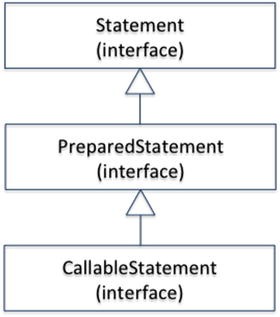 Statement
(interface)
PreparedStatement
(interface)
CallableStatement
(interface)